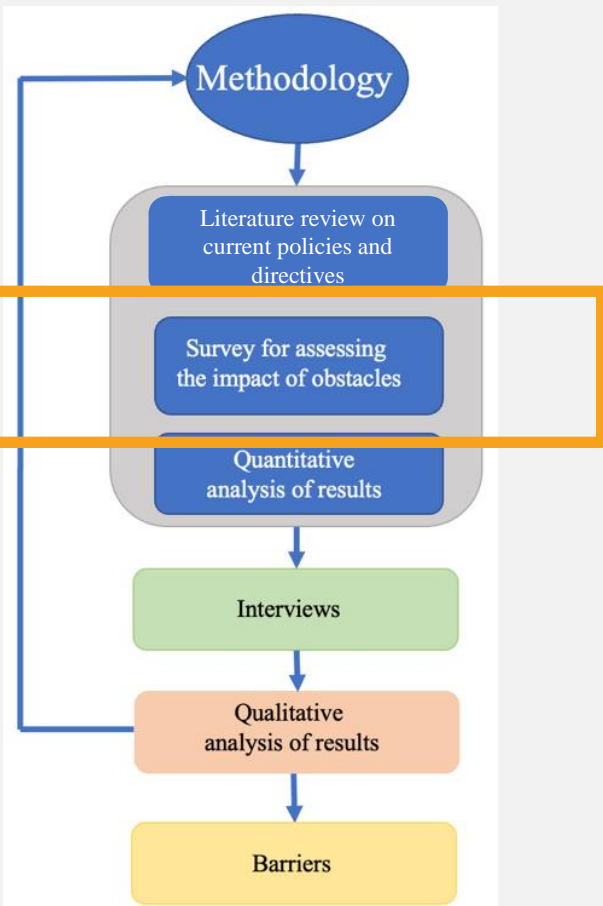 Methodology
Literature review on
current policies and
directives
Survey for assessing
the impact of obstacles
Quantitative
analysis of results
Interviews
Qualitative
analysis of results
Barriers